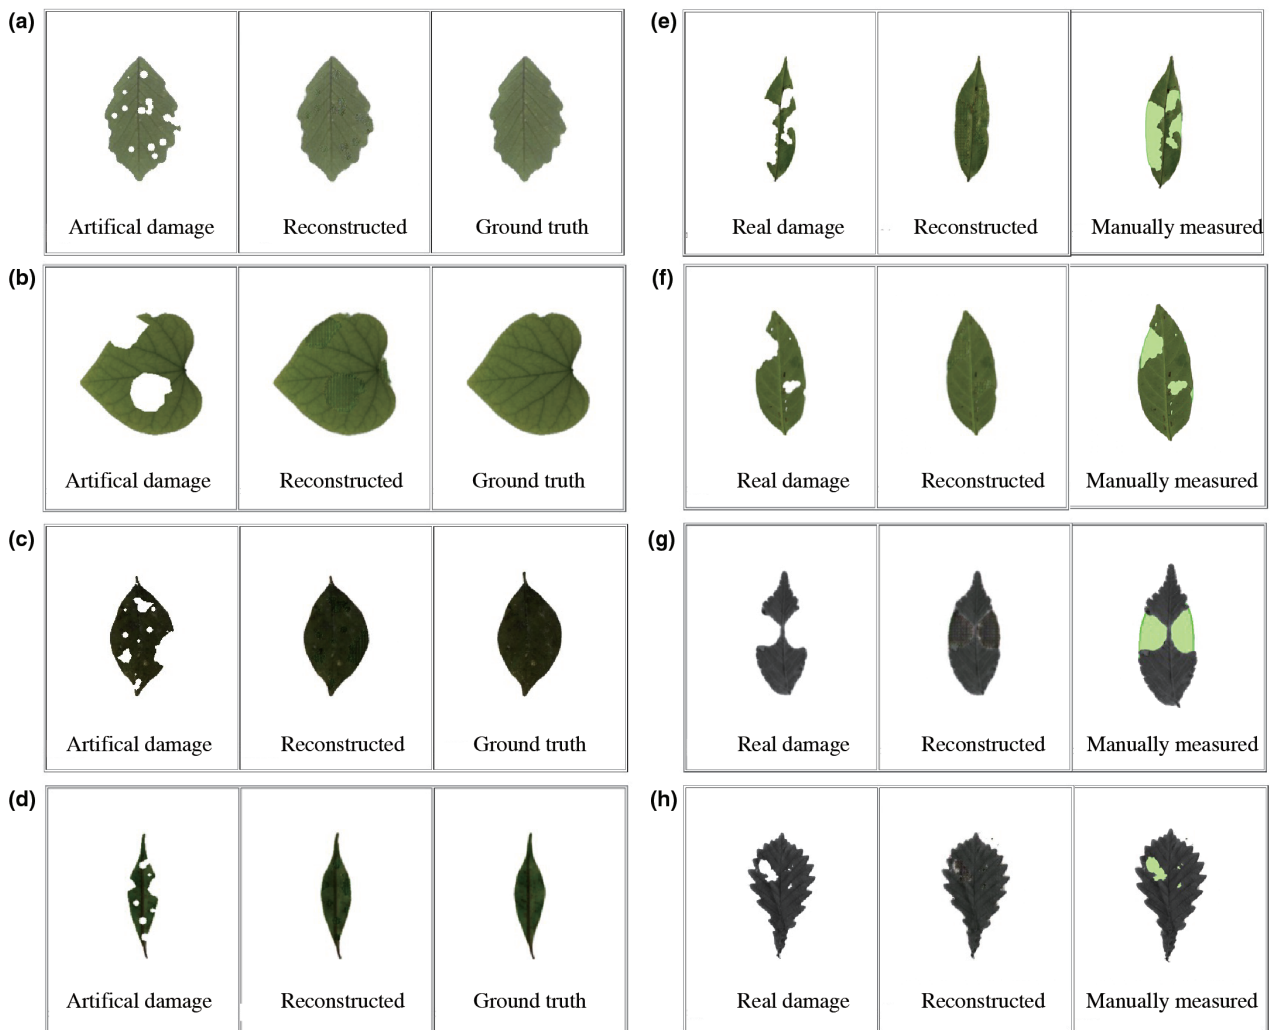 (a)
Artifical damage
Reconstructed
Ground truth
(b)
Artifical damage
Reconstructed
Ground truth
(c)
Artifical damage
Reconstructed
Ground truth
(d)
Artifical damage
Reconstructed
Ground truth
(e)
Real damage
Reconstructed
Manually measured
(f)
Real damage
Reconstructed
Manually measured
(g)
Real damage
Reconstructed
Manually measured
(h)
Real damage
Reconstructed
Manually measured